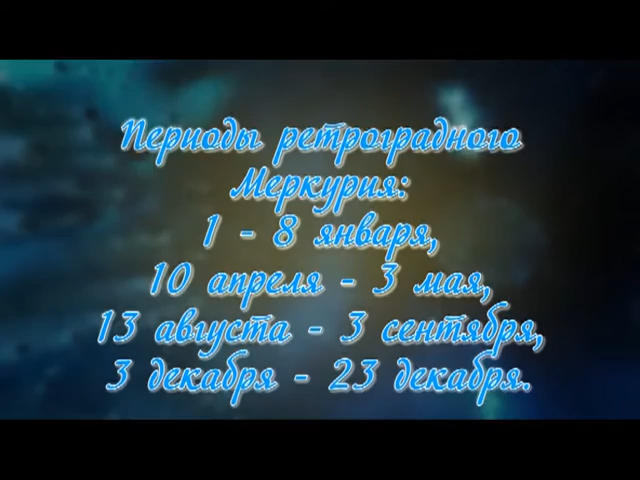 Периоды ретроградного
Меркурия:
1 - 8 января,
10 апреля - 3 мая,
13 августа - 3 сентября,
3 декабря - 23 декабря.